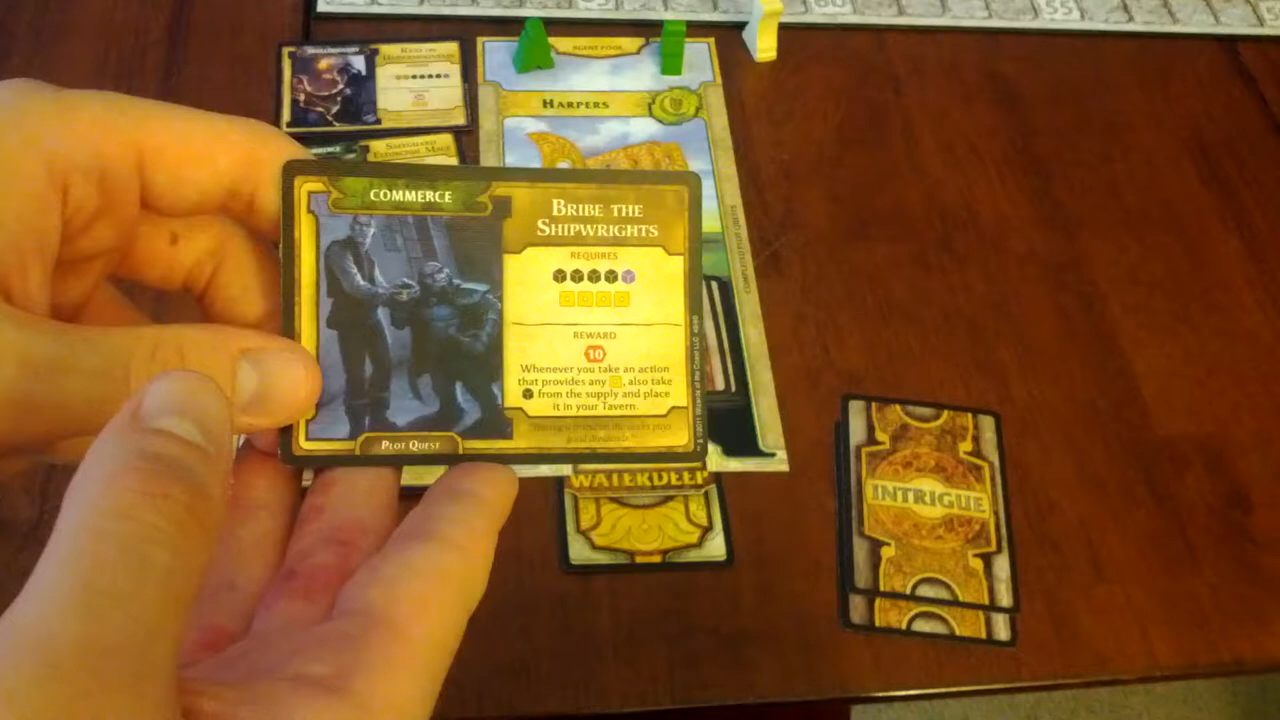 60
55
AGENT POOL
HARPERS
COMMERCE
BRIBE THE
SHIPWRIGHTS
REQUIRES
REWARD
10
Whenever you take an action
that provides any , also take
from the supply and place
it in your Tavern.
PLOT QUEST
COMPLETED PLOT QUESTS
WATERDEEP
INTRIGUE